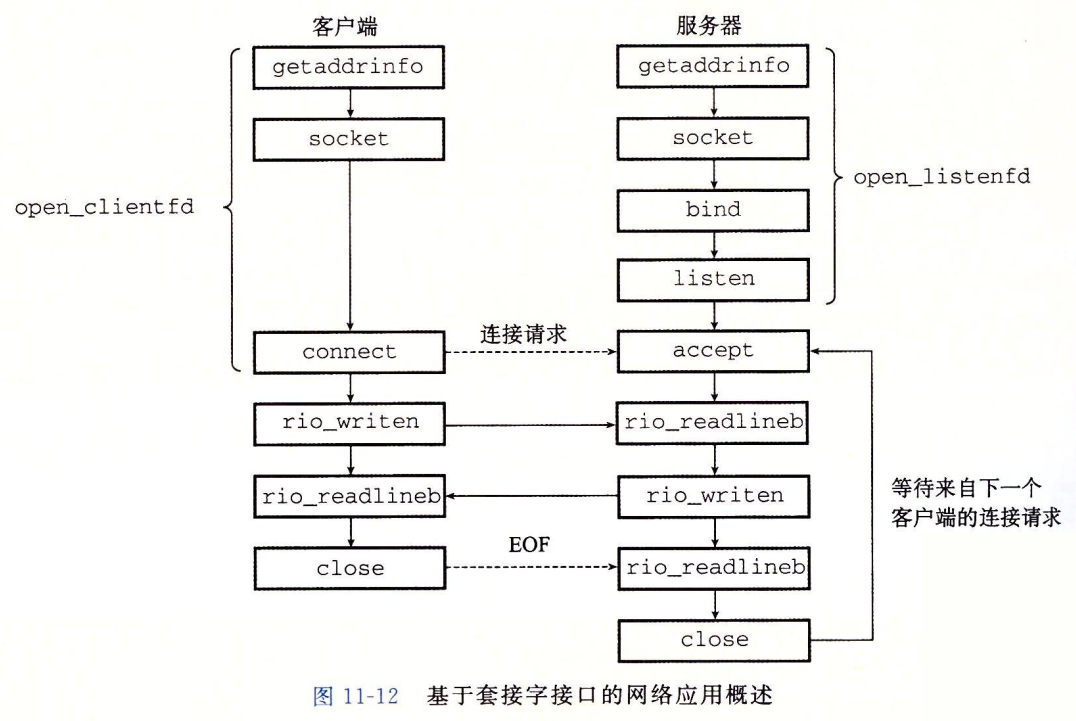 客户端
服务器
getaddrinfo
getaddrinfo
socket
socket
open_clientfd
open_listenfd
bind
listen
connect
连接请求
accept
rio_writen
rio_readlineb
rio_readlineb
rio_writen
等待来自下一个
客户端的连接请求
close
EOF
rio_readlineb
close
图 11-12 基于套接字接口的网络应用概述